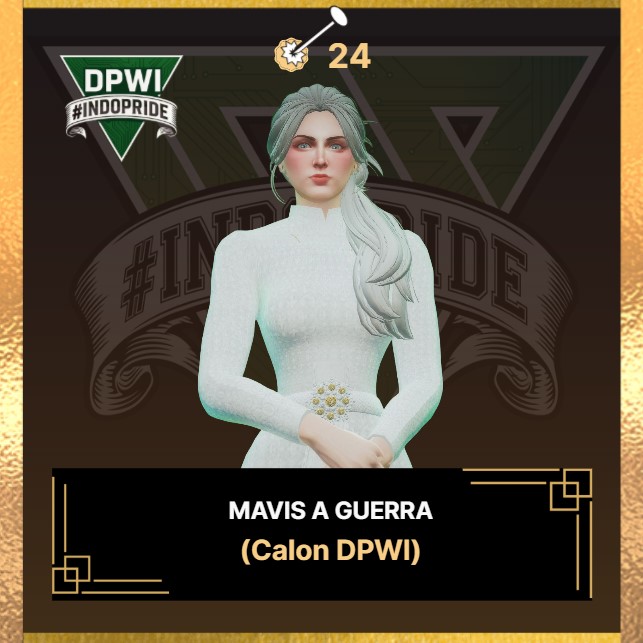 24
DPWI
#INDOPRIDE
#INDOPRIDE
MAVIS A GUERRA
(Calon DPWI)